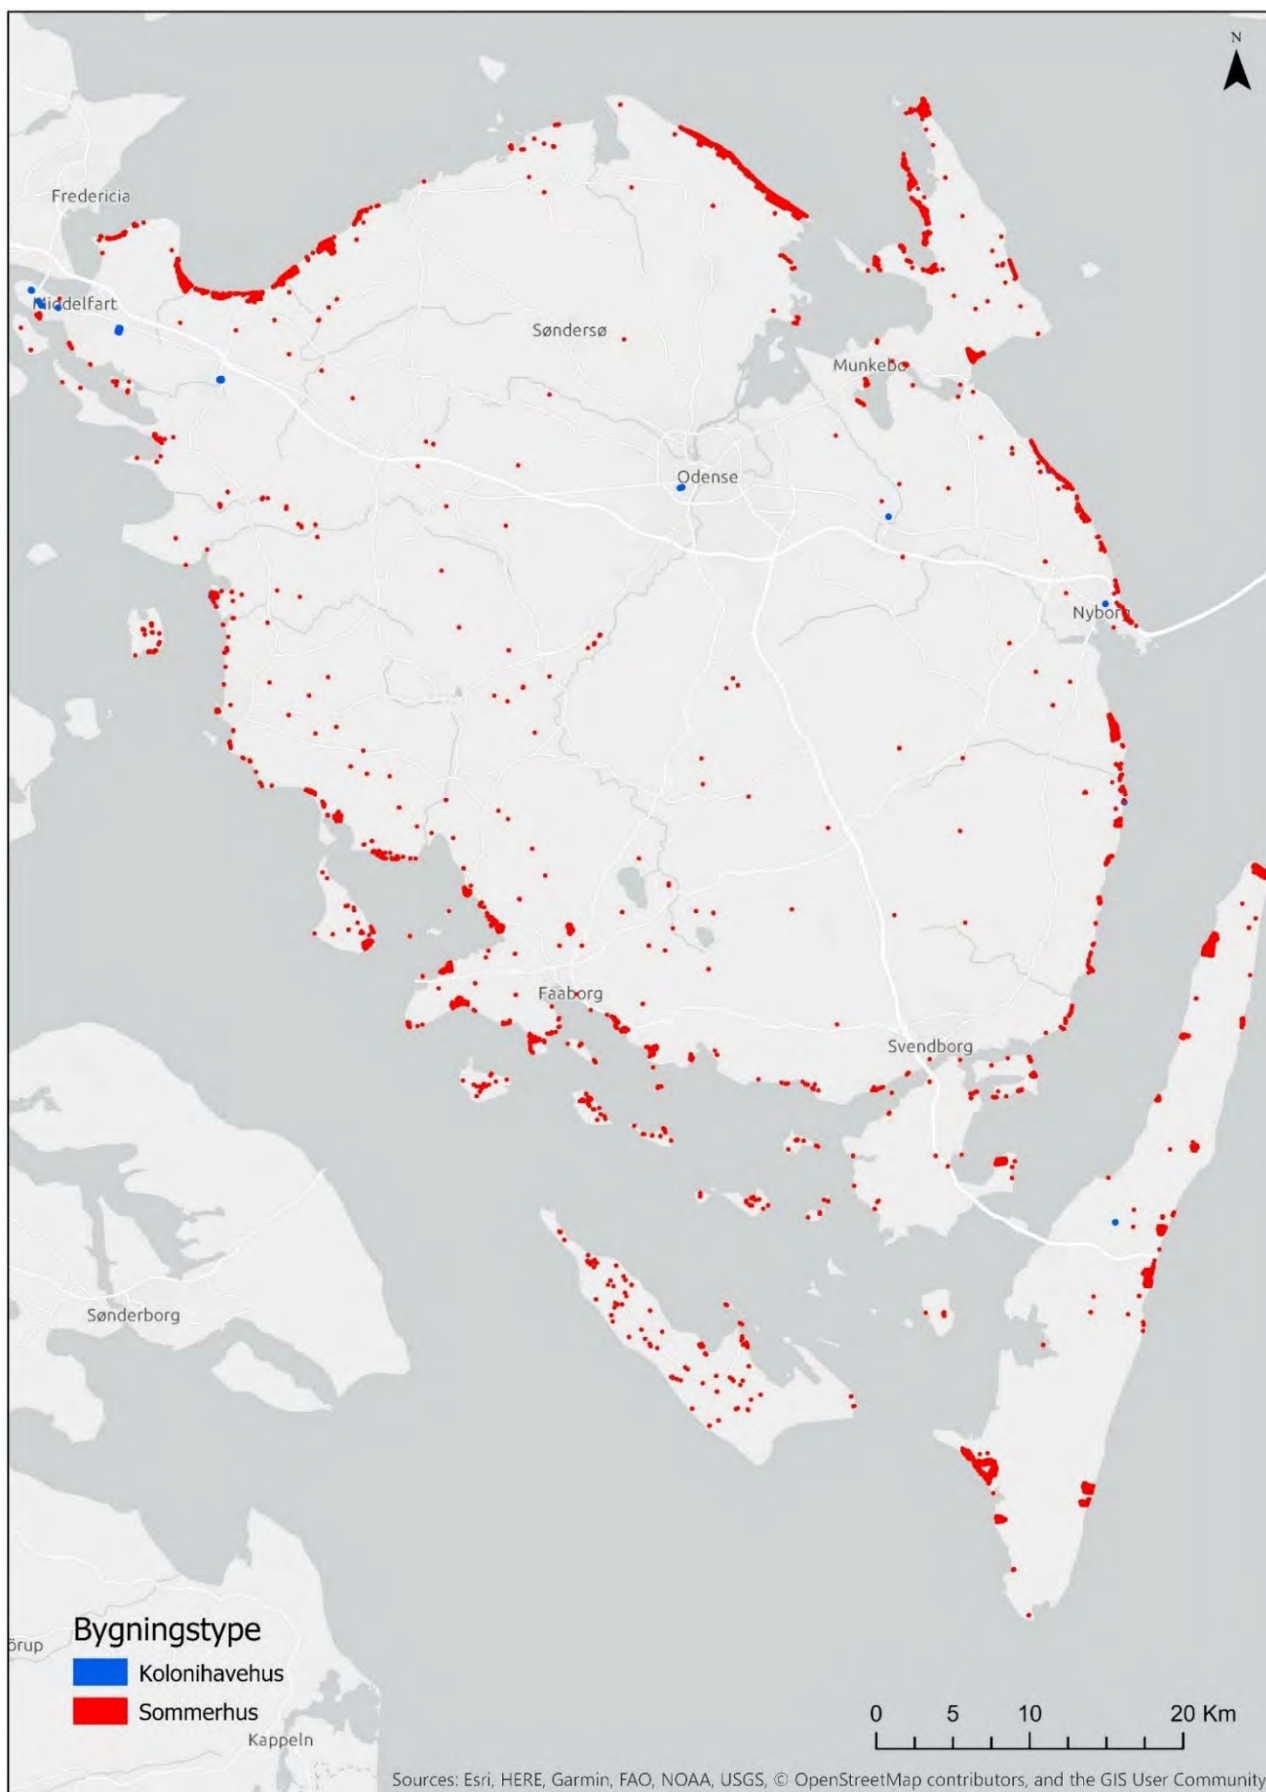 N
Fredericia
Middelfart
Søndersø
Munkebo
Odense
Nyborg
Faaborg
Svendborg
Sønderborg
Bygningstype
örup
Kolonihavehus
Sommerhus
0 5 10 20 Km
Kappeln
Sources: Esri, HERE, Garmin, FAO, NOAA, USGS, © OpenStreetMap contributors, and the GIS User Community